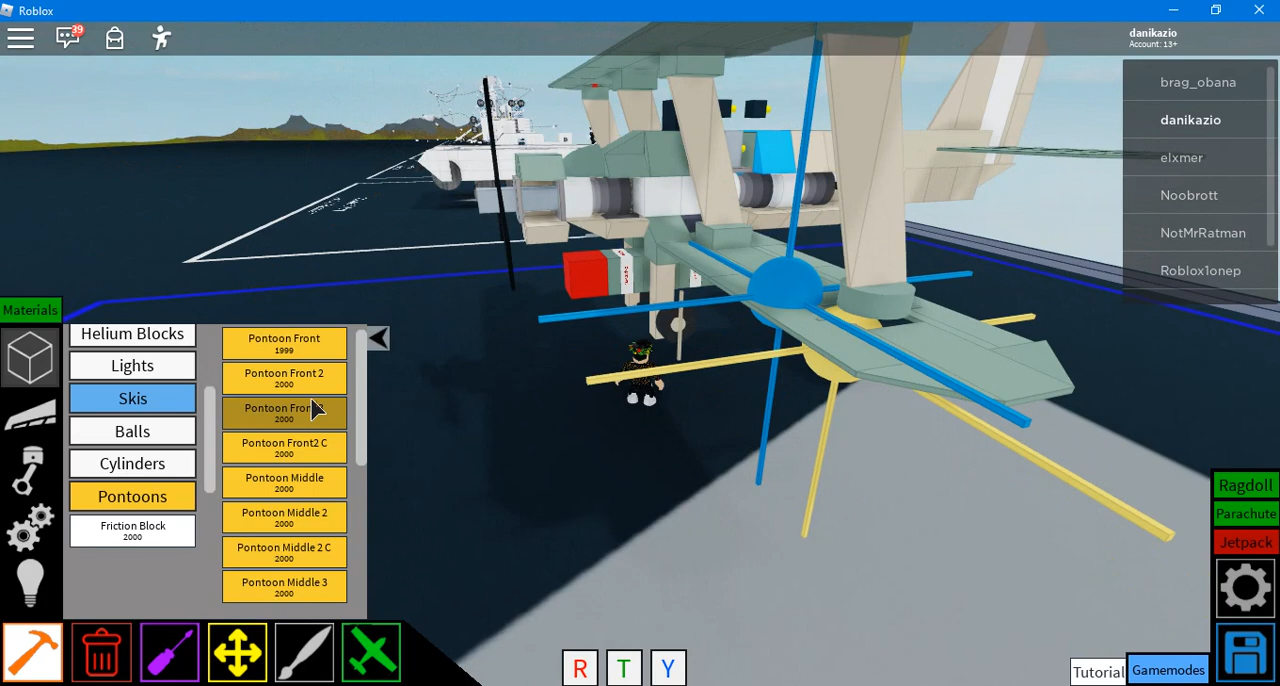 Roblox
39
danikazio
Account: 13+
brag_obana
danikazio
elxmer
Noobrott
NotMrRatman
Roblox1onep
Materials
Helium Blocks
Lights
Skis
Balls
Cylinders
Pontoons
Friction Block
2000
Pontoon Front
1999
Pontoon Front 2
2000
Pontoon Fron
2000
Pontoon Front2 C
2000
Pontoon Middle
2000
Pontoon Middle 2
2000
Pontoon Middle 2 C
2000
Pontoon Middle 3
2000
Ragdoll
Parachute
Jetpack
R T Y
Tutorial
Gamemodes